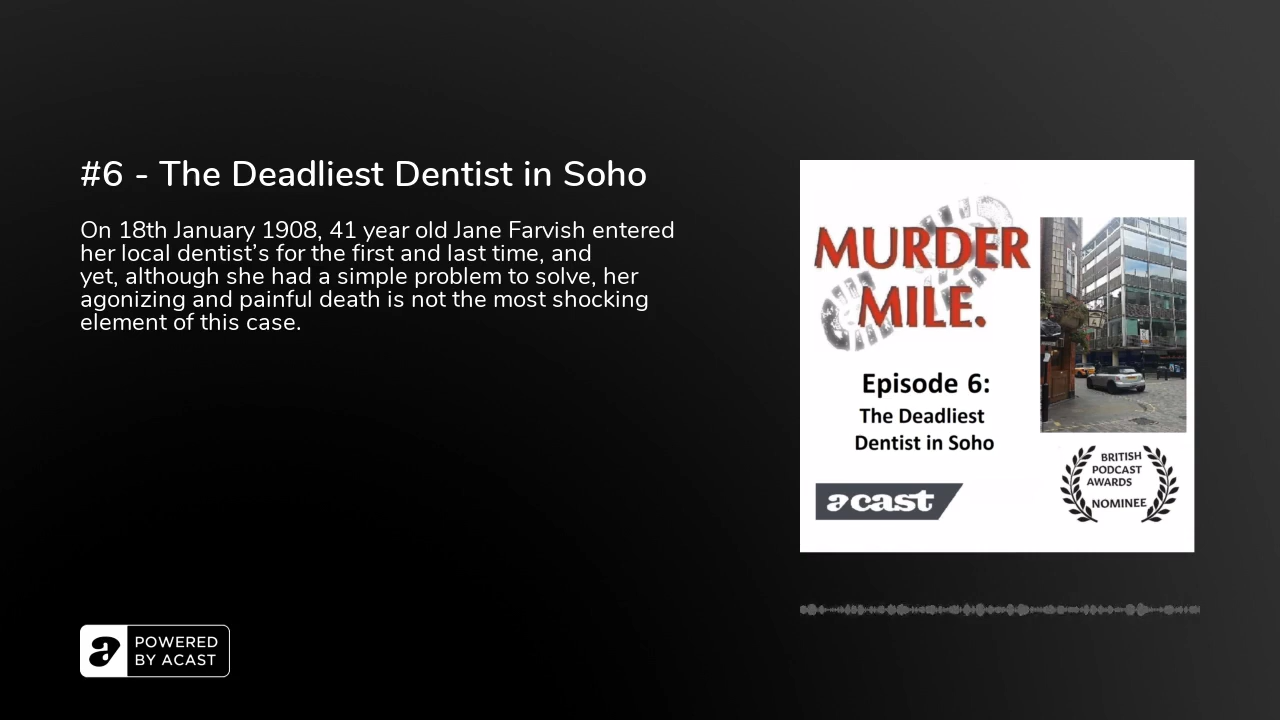 #6 - The Deadliest Dentist in Soho
On 18th January 1908, 41 year old Jane Farvish entered
her local dentist’s for the first and last time, and
yet, although she had a simple problem to solve, her
agonizing and painful death is not the most shocking
element of this case.
MURDER
MILE.
Episode 6:
The Deadliest
Dentist in Soho
acast
BRITISH
PODCAST
AWARDS
NOMINEE
POWERED
BY ACAST